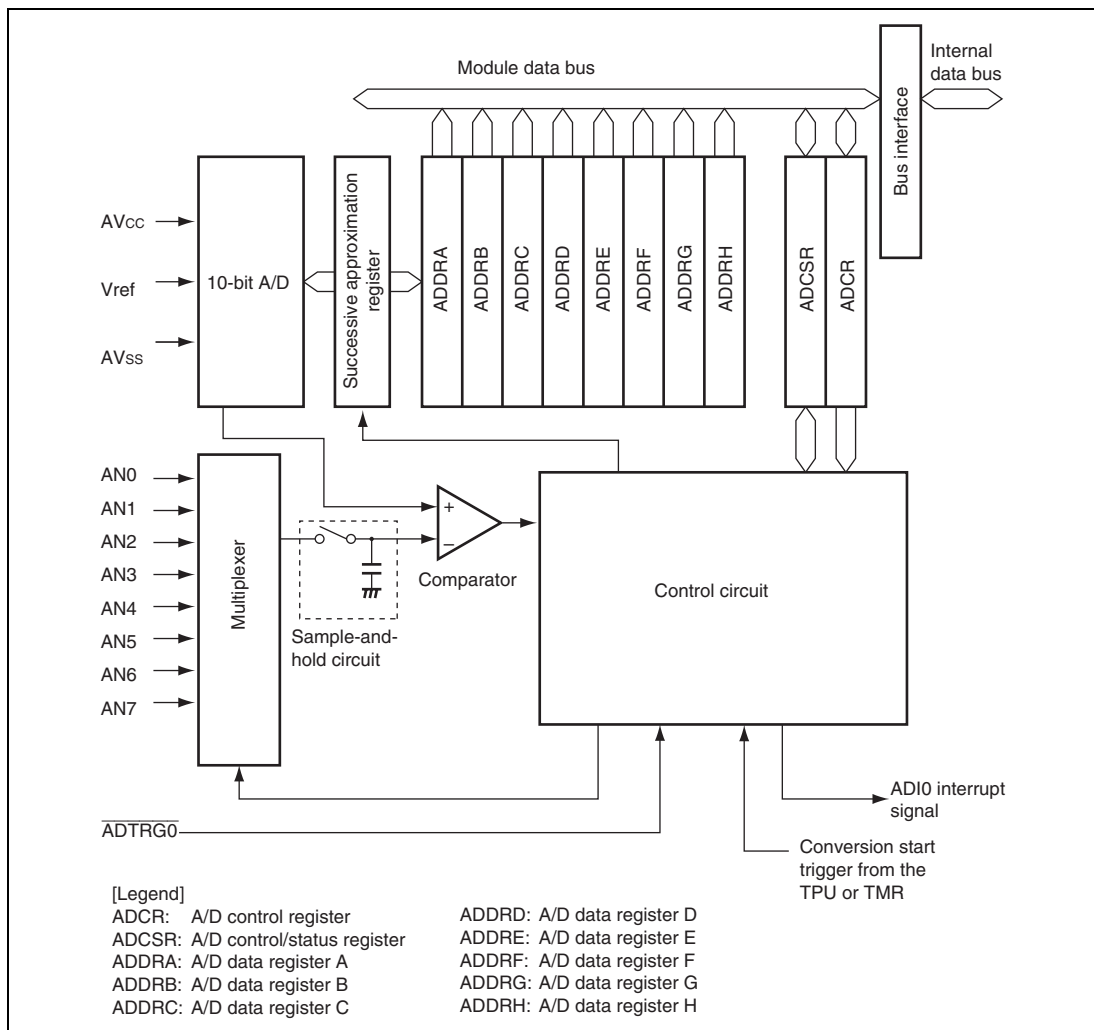 Module data bus
Internal
data bus
Bus interface
AVCC
Vref
AVSS
10-bit A/D
Successive approximation
register
ADDRA
ADDRB
ADDRC
ADDRD
ADDRE
ADDRF
ADDRG
ADDRH
ADCSR
ADCR
AN0
AN1
AN2
AN3
AN4
AN5
AN6
AN7
Multiplexer
+
−
Comparator
Sample-and-
hold circuit
Control circuit
ADI0 interrupt
signal
ADTRG0
Conversion start
trigger from the
TPU or TMR
[Legend]
ADCR: A/D control register
ADCSR: A/D control/status register
ADDRA: A/D data register A
ADDRB: A/D data register B
ADDRC: A/D data register C
ADDRD: A/D data register D
ADDRE: A/D data register E
ADDRF: A/D data register F
ADDRG: A/D data register G
ADDRH: A/D data register H